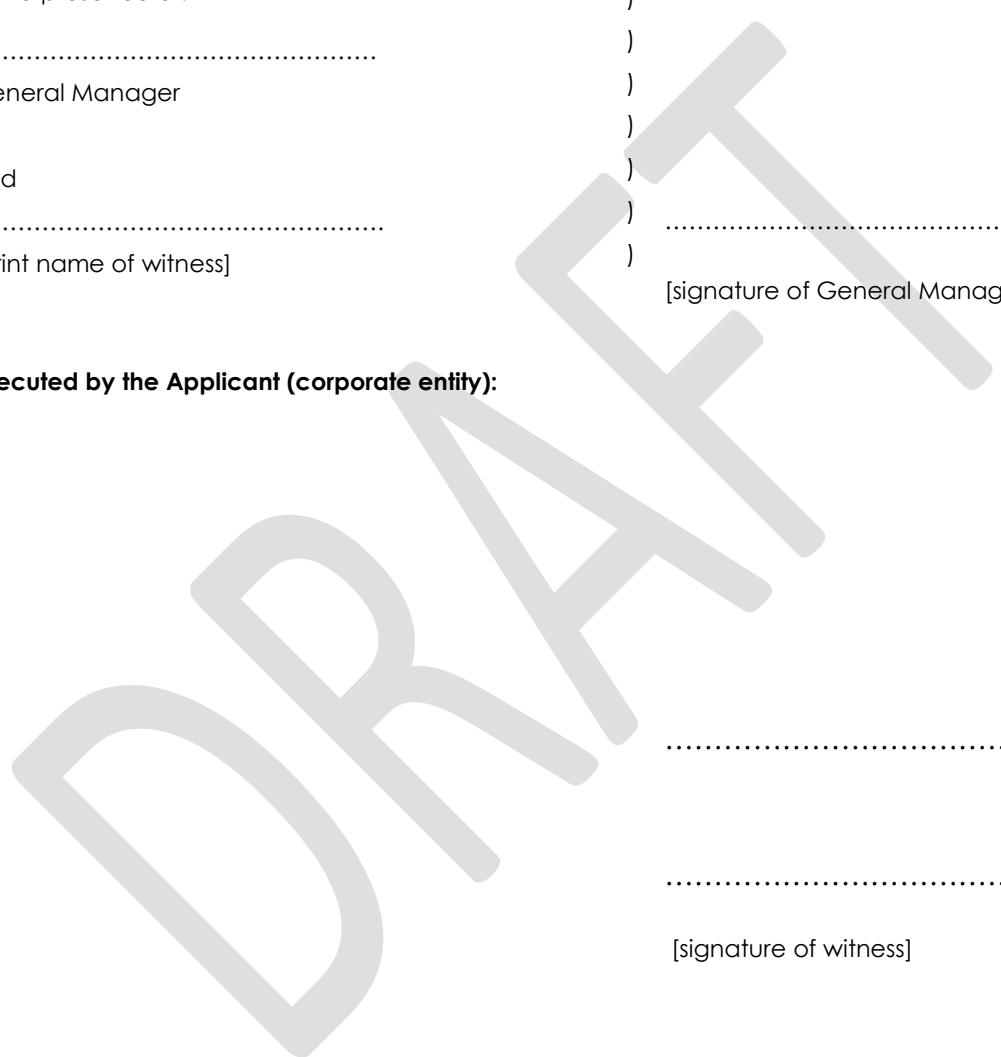 )
……………………………………………
)
eneral Manager
)
)
d
)
……………………………………………
)
……………………………………
rint name of witness]
)
[signature of General Manag
ecuted by the Applicant (corporate entity):
DRAFT
…………………………………
…………………………………
[signature of witness]